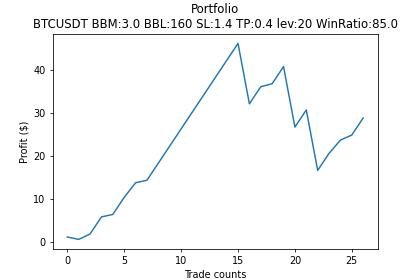 Portfolio
BTCUSDT BBM:3.0 BBL:160 SL:1.4 TP:0.4 lev:20 WinRatio:85.0
40
30
20
10
0
Profit ($)
0 5 10 15 20 25
Trade counts